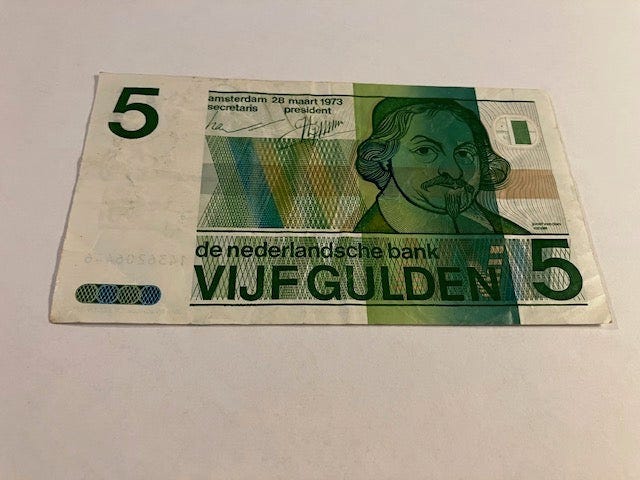 5
amsterdam 28 maart 1973
secretaris president
de nederlandsche bank
VIJF GULDEN 5